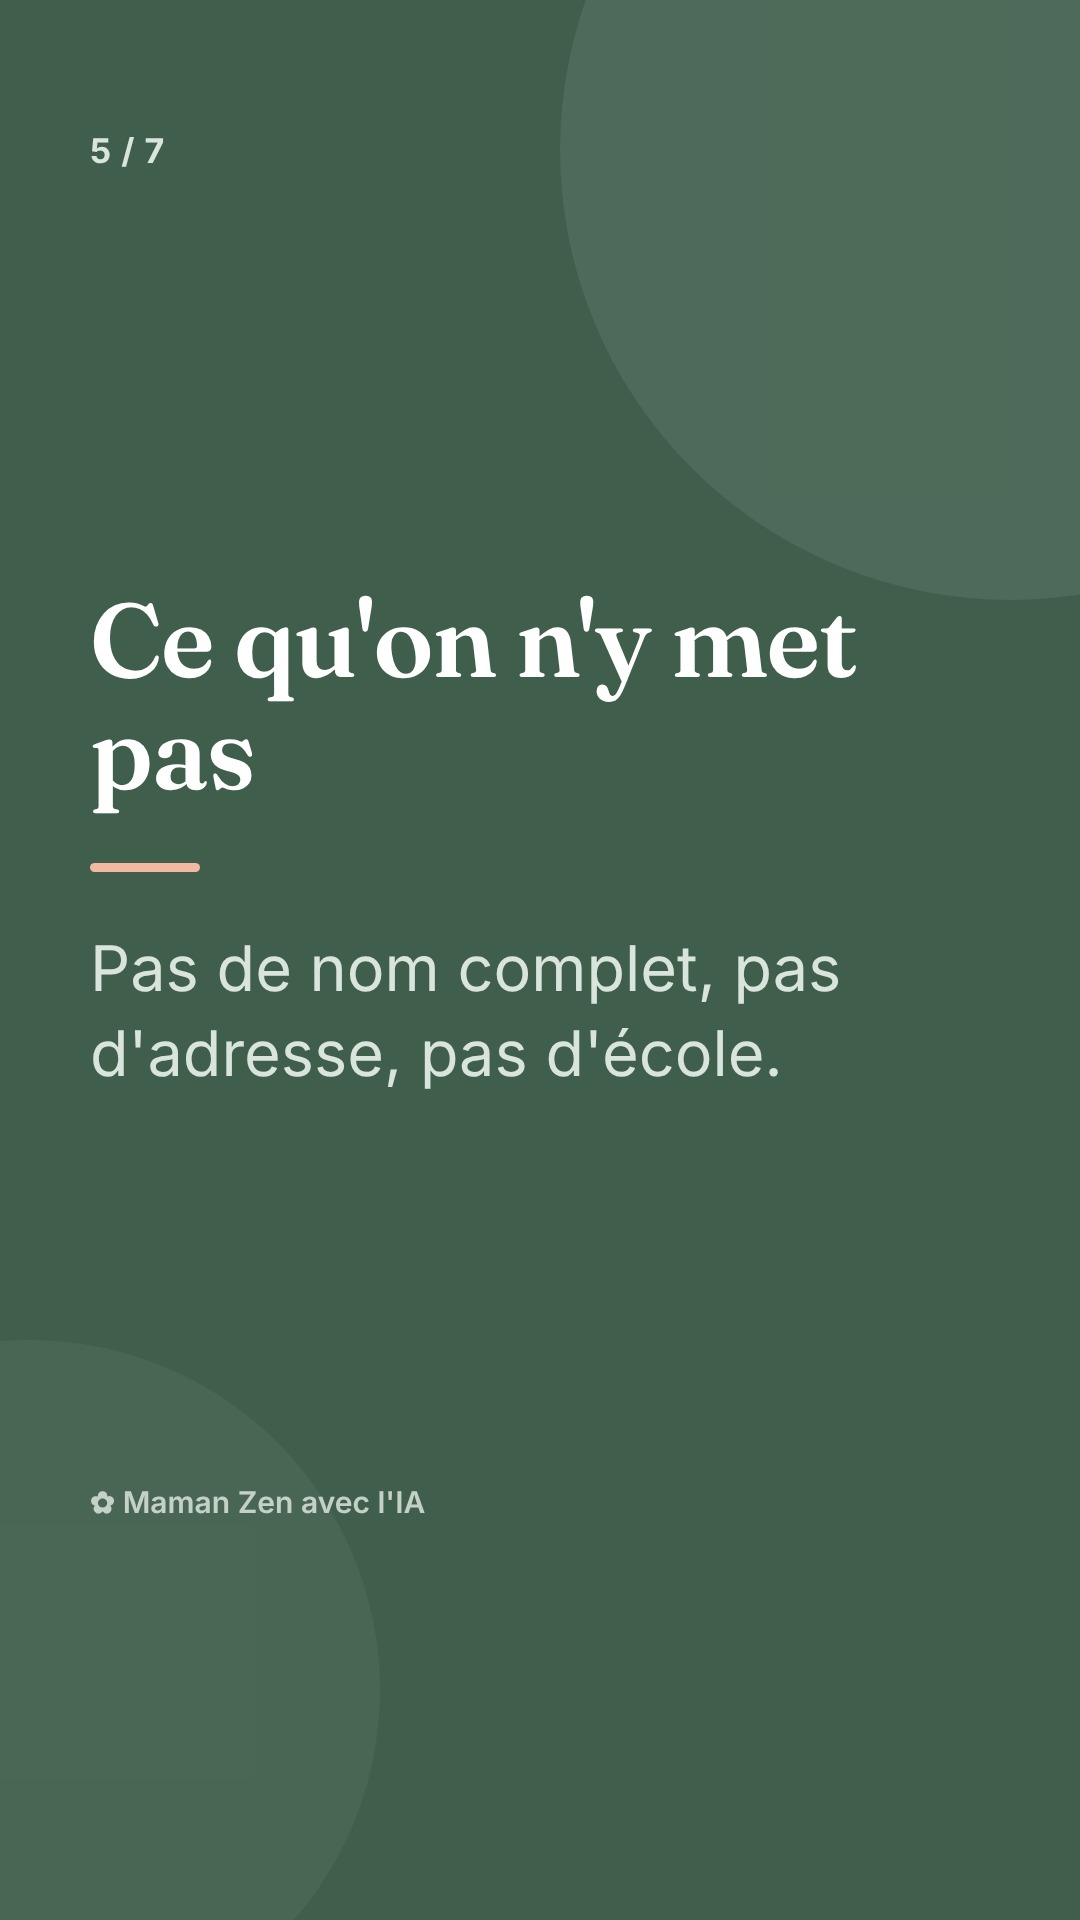 5 / 7
Ce qu'on n'y met
pas
Pas de nom complet, pas
d'adresse, pas d'école.
✿ Maman Zen avec l'IA